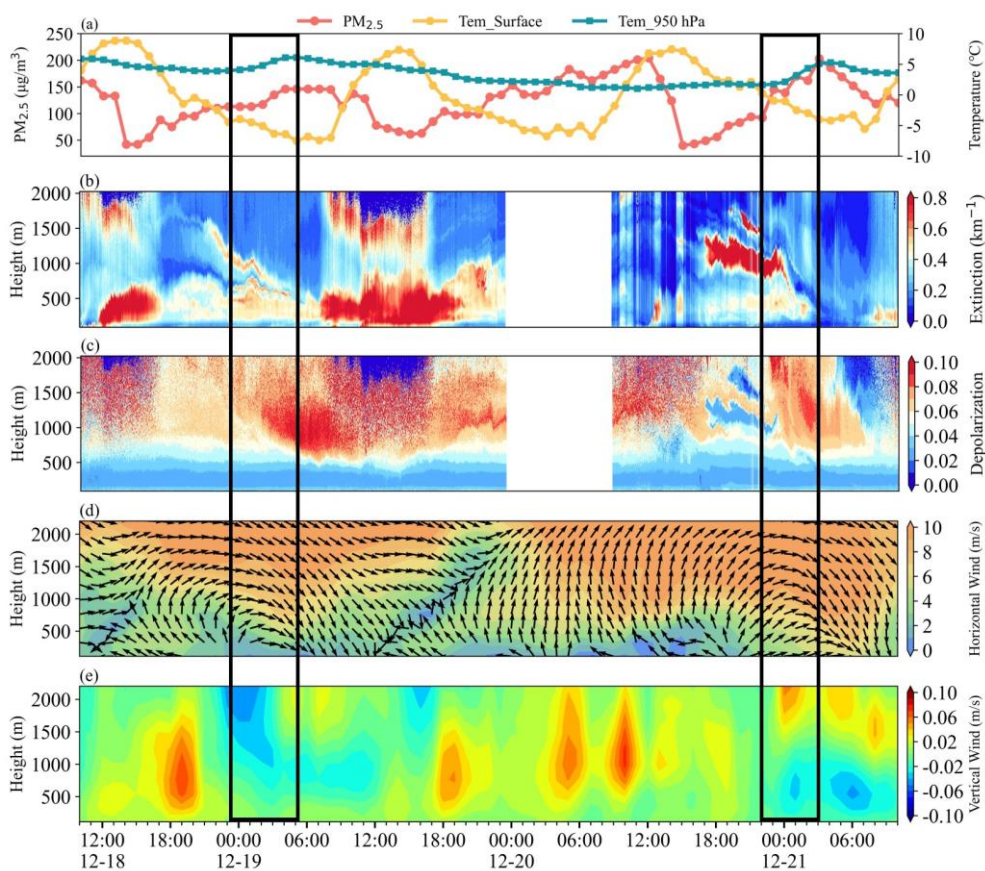 PM2.5 Tem_Surface Tem_950 hPa
(a)
PM2.5 (μg/m³)
250
200
150
100
50
10
5
0
−5
−10
Temperature (°C)
(b)
Height (m)
2000
1500
1000
500
0.8
0.6
0.4
0.2
0.0
Extinction (km⁻¹)
(c)
Height (m)
2000
1500
1000
500
0.10
0.08
0.06
0.04
0.02
0.00
Depolarization
(d)
Height (m)
2000
1500
1000
500
10
8
6
4
2
0
Horizontal Wind (m/s)
(e)
Height (m)
2000
1500
1000
500
0.10
0.06
0.02
-0.02
-0.06
-0.10
Vertical Wind (m/s)
12:00 18:00 00:00 06:00 12:00 18:00 00:00 06:00 12:00 18:00 00:00 06:00
12-18 12-19 12-20 12-21